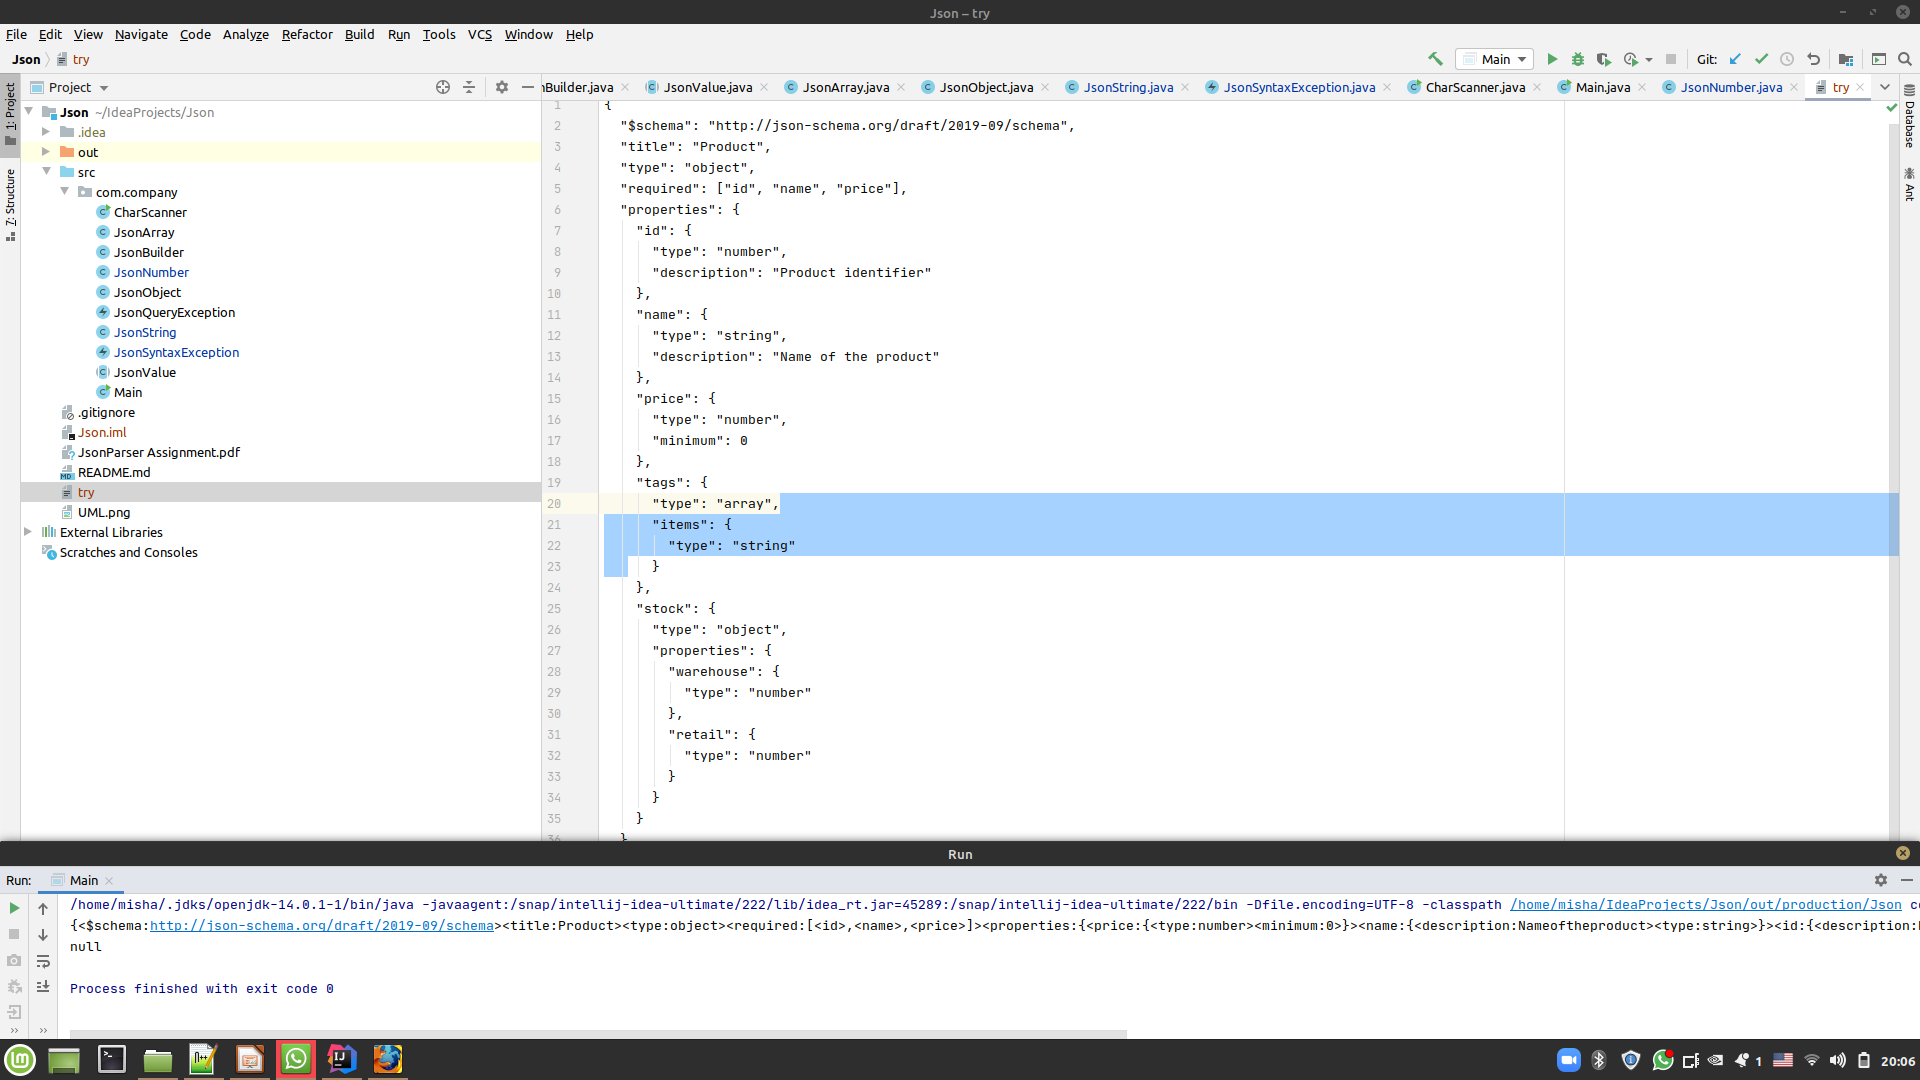 Json – try
File Edit View Navigate Code Analyze Refactor Build Run Tools VCS Window Help
Json try
Main Git:
1: Project
7: Structure
Project
Json ~/IdeaProjects/Json
.idea
out
src
com.company
CharScanner
JsonArray
JsonBuilder
JsonNumber
JsonObject
JsonQueryException
JsonString
JsonSyntaxException
JsonValue
Main
.gitignore
Json.iml
JsonParser Assignment.pdf
README.md
try
UML.png
External Libraries
Scratches and Consoles
nBuilder.java JsonValue.java JsonArray.java JsonObject.java JsonString.java JsonSyntaxException.java CharScanner.java Main.java JsonNumber.java try
Database
Ant
1 {
2 "$schema": "http://json-schema.org/draft/2019-09/schema",
3 "title": "Product",
4 "type": "object",
5 "required": ["id", "name", "price"],
6 "properties": {
7 "id": {
8 "type": "number",
9 "description": "Product identifier"
10 },
11 "name": {
12 "type": "string",
13 "description": "Name of the product"
14 },
15 "price": {
16 "type": "number",
17 "minimum": 0
18 },
19 "tags": {
20 "type": "array",
21 "items": {
22 "type": "string"
23 }
24 },
25 "stock": {
26 "type": "object",
27 "properties": {
28 "warehouse": {
29 "type": "number"
30 },
31 "retail": {
32 "type": "number"
33 }
34 }
35 }
36 }
Run
Run: Main
/home/misha/.jdks/openjdk-14.0.1-1/bin/java -javaagent:/snap/intellij-idea-ultimate/222/lib/idea_rt.jar=45289:/snap/intellij-idea-ultimate/222/bin -Dfile.encoding=UTF-8 -classpath /home/misha/IdeaProjects/Json/out/production/Json co
{<$schema:http://json-schema.org/draft/2019-09/schema><title:Product><type:object><required:[<id>,<name>,<price>]><properties:{<price:{<type:number><minimum:0>}><name:{<description:Nameoftheproduct><type:string>}><id:{<description:
null
Process finished with exit code 0
1 20:06